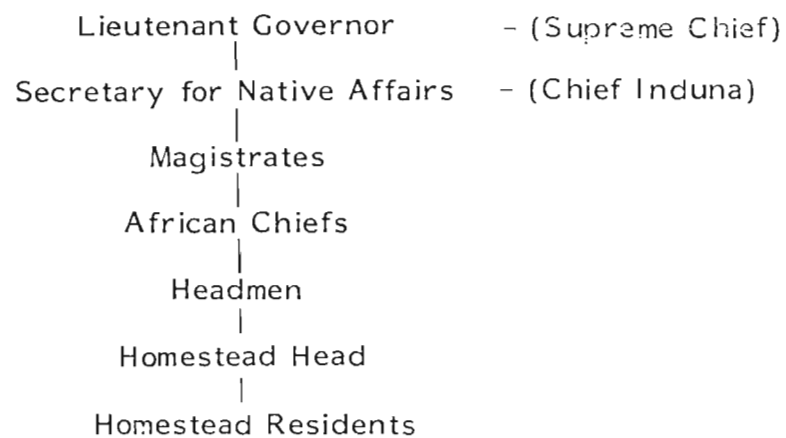 Lieutenant Governor - (Supreme Chief)
Secretary for Native Affairs - (Chief Induna)
Magistrates
African Chiefs
Headmen
Homestead Head
Homestead Residents